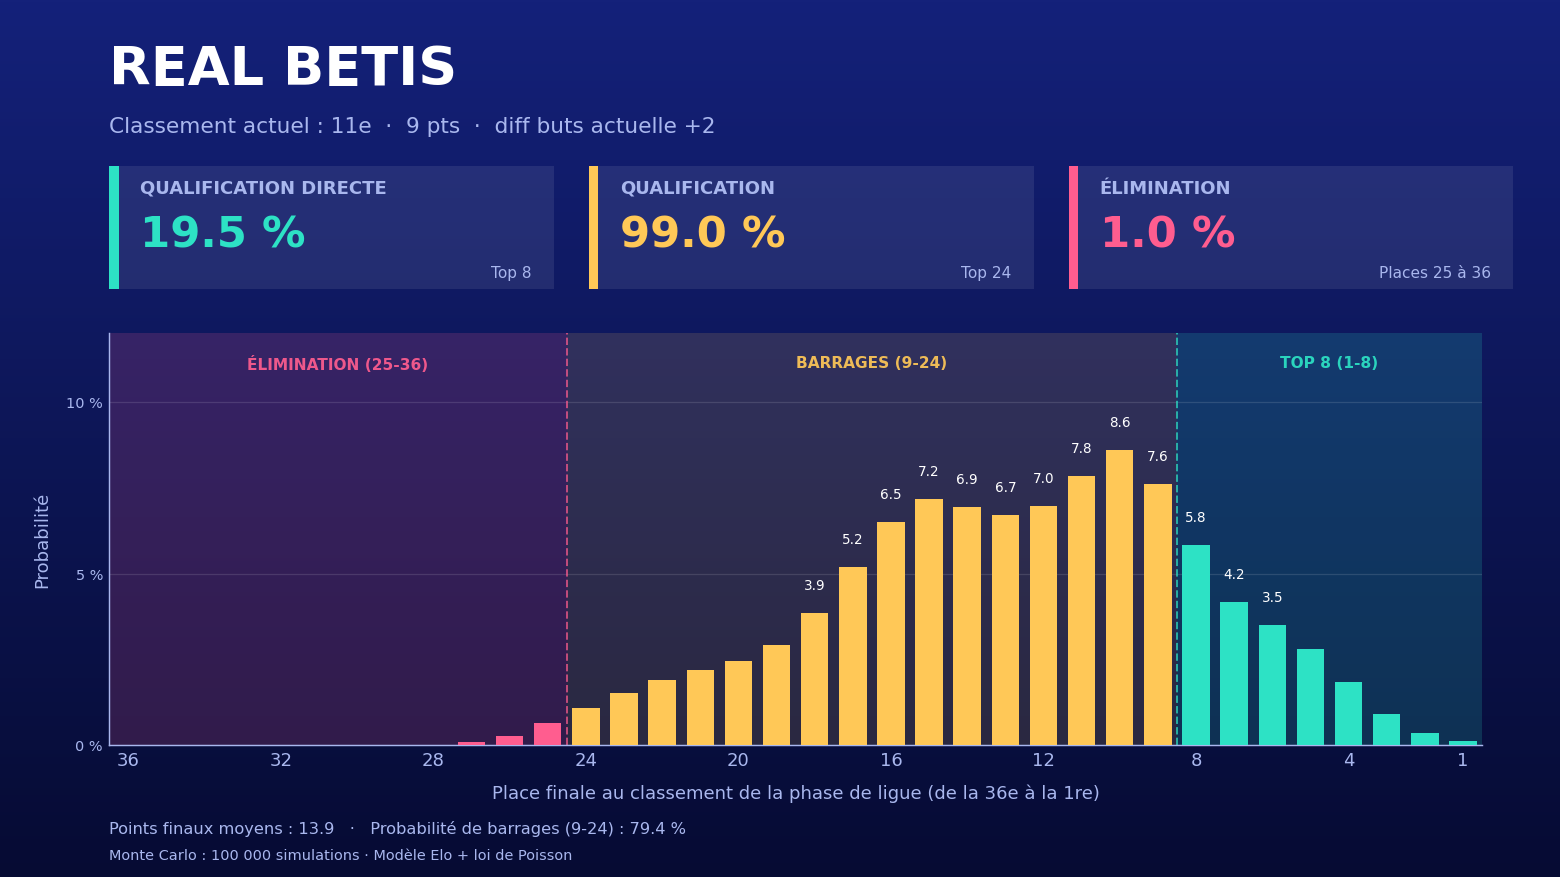 REAL BETIS
Classement actuel : 11e · 9 pts · diff buts actuelle +2
QUALIFICATION DIRECTE
19.5 %
Top 8
QUALIFICATION
99.0 %
Top 24
ÉLIMINATION
1.0 %
Places 25 à 36
ÉLIMINATION (25-36)
BARRAGES (9-24)
TOP 8 (1-8)
Probabilité
10 %
5 %
0 %
3.9
5.2
6.5
7.2
6.9
6.7
7.0
7.8
8.6
7.6
5.8
4.2
3.5
36 32 28 24 20 16 12 8 4 1
Place finale au classement de la phase de ligue (de la 36e à la 1re)
Points finaux moyens : 13.9 · Probabilité de barrages (9-24) : 79.4 %
Monte Carlo : 100 000 simulations · Modèle Elo + loi de Poisson